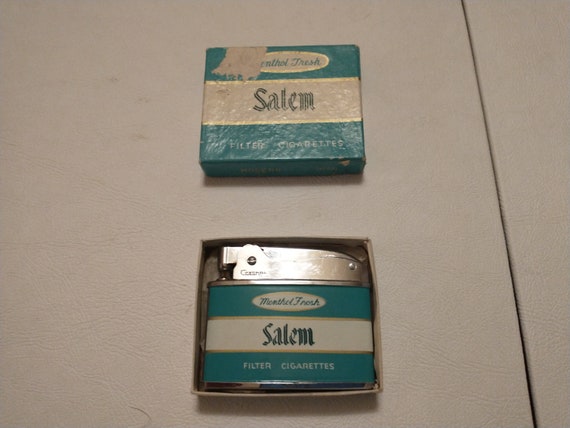 Menthol Fresh
Salem
FILTER CIGARETTES
Menthol Fresh
Salem
FILTER CIGARETTES